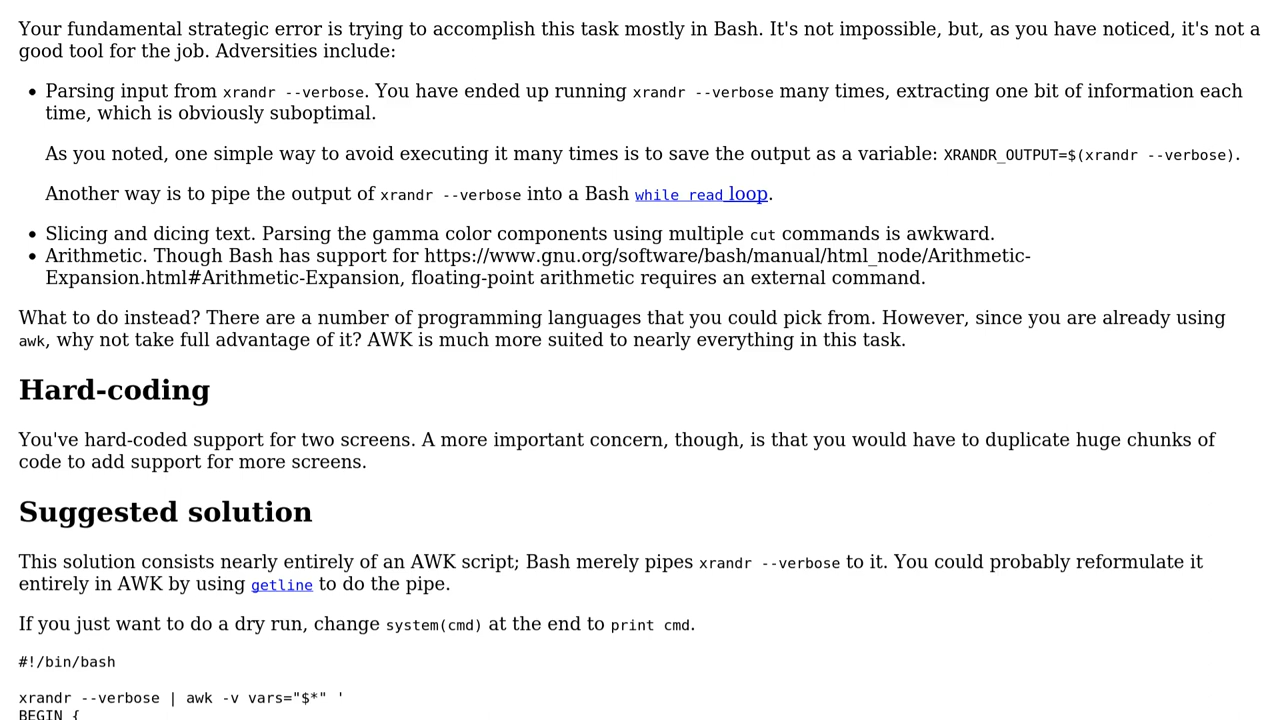 Your fundamental strategic error is trying to accomplish this task mostly in Bash. It's not impossible, but, as you have noticed, it's not a
good tool for the job. Adversities include:
• Parsing input from xrandr --verbose. You have ended up running xrandr --verbose many times, extracting one bit of information each
time, which is obviously suboptimal.
As you noted, one simple way to avoid executing it many times is to save the output as a variable: XRANDR_OUTPUT=$(xrandr --verbose).
Another way is to pipe the output of xrandr --verbose into a Bash while read loop.
• Slicing and dicing text. Parsing the gamma color components using multiple cut commands is awkward.
• Arithmetic. Though Bash has support for https://www.gnu.org/software/bash/manual/html_node/Arithmetic-
Expansion.html#Arithmetic-Expansion, floating-point arithmetic requires an external command.
What to do instead? There are a number of programming languages that you could pick from. However, since you are already using
awk, why not take full advantage of it? AWK is much more suited to nearly everything in this task.
Hard-coding
You've hard-coded support for two screens. A more important concern, though, is that you would have to duplicate huge chunks of
code to add support for more screens.
Suggested solution
This solution consists nearly entirely of an AWK script; Bash merely pipes xrandr --verbose to it. You could probably reformulate it
entirely in AWK by using getline to do the pipe.
If you just want to do a dry run, change system(cmd) at the end to print cmd.
#!/bin/bash
xrandr --verbose | awk -v vars="$*" '
BEGIN {